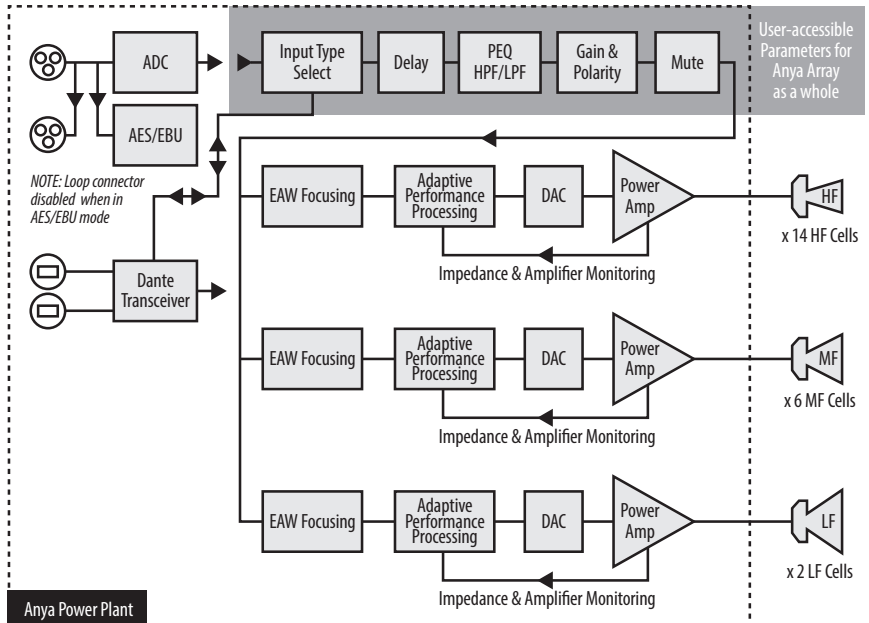 ADC
Input Type
Select
Delay
PEQ
HPF/LPF
Gain &
Polarity
Mute
User-accessible
Parameters for
Anya Array
as a whole
AES/EBU
NOTE: Loop connector
disabled when in
AES/EBU mode
EAW Focusing
Adaptive
Performance
Processing
DAC
Power
Amp
HF
x 14 HF Cells
Impedance & Amplifier Monitoring
Dante
Transceiver
EAW Focusing
Adaptive
Performance
Processing
DAC
Power
Amp
MF
x 6 MF Cells
Impedance & Amplifier Monitoring
EAW Focusing
Adaptive
Performance
Processing
DAC
Power
Amp
LF
x 2 LF Cells
Impedance & Amplifier Monitoring
Anya Power Plant